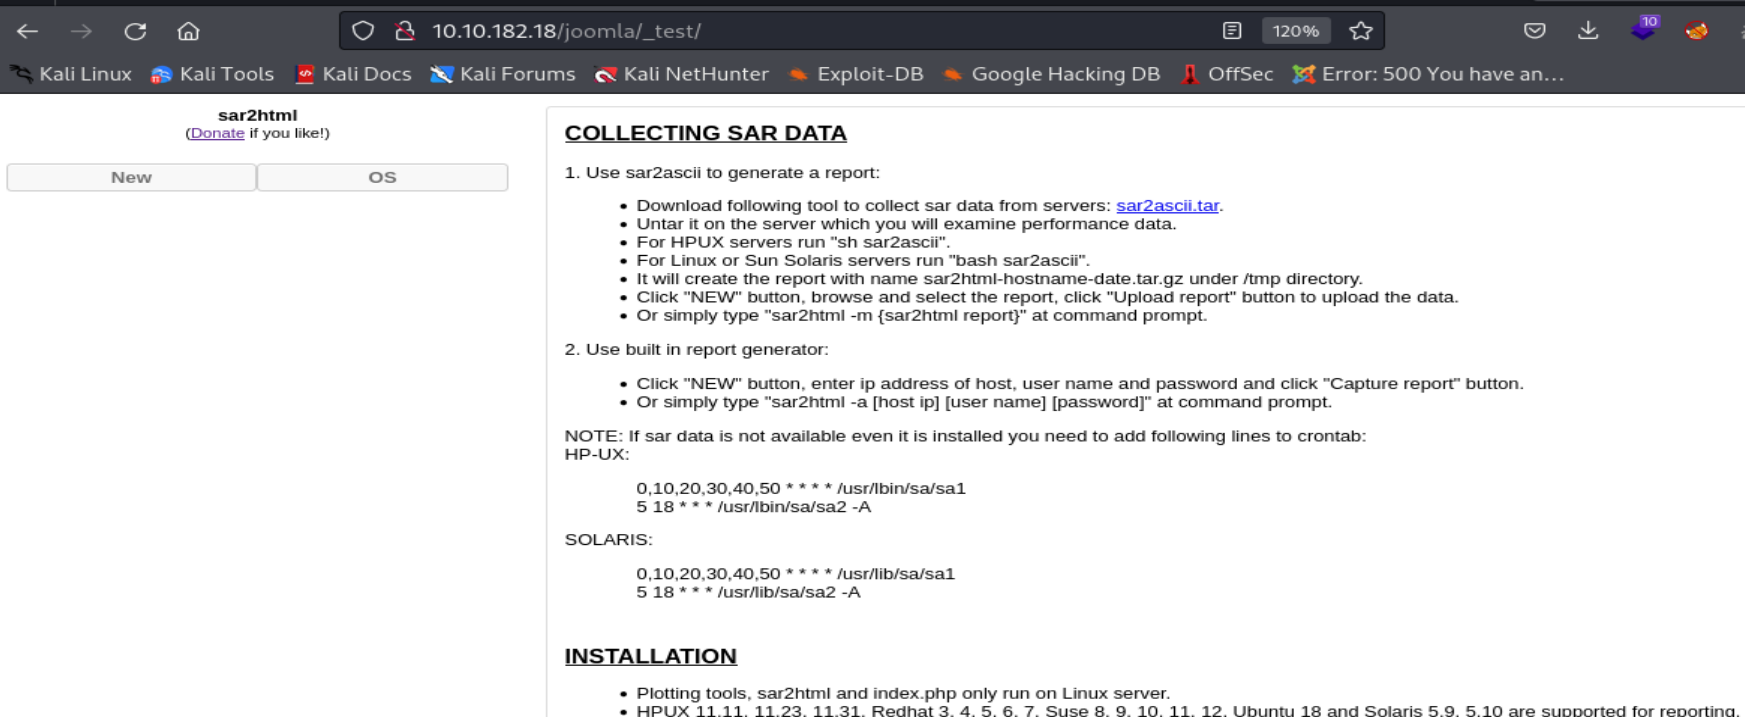 10.10.182.18/joomla/_test/
120%
10
Kali Linux Kali Tools Kali Docs Kali Forums Kali NetHunter Exploit-DB Google Hacking DB OffSec Error: 500 You have an...
sar2html
(Donate if you like!)
New OS
COLLECTING SAR DATA
1. Use sar2ascii to generate a report:
• Download following tool to collect sar data from servers: sar2ascii.tar.
• Untar it on the server which you will examine performance data.
• For HPUX servers run "sh sar2ascii".
• For Linux or Sun Solaris servers run "bash sar2ascii".
• It will create the report with name sar2html-hostname-date.tar.gz under /tmp directory.
• Click "NEW" button, browse and select the report, click "Upload report" button to upload the data.
• Or simply type "sar2html -m {sar2html report}" at command prompt.
2. Use built in report generator:
• Click "NEW" button, enter ip address of host, user name and password and click "Capture report" button.
• Or simply type "sar2html -a [host ip] [user name] [password]" at command prompt.
NOTE: If sar data is not available even it is installed you need to add following lines to crontab:
HP-UX:
0,10,20,30,40,50 * * * * /usr/lbin/sa/sa1
5 18 * * * /usr/lbin/sa/sa2 -A
SOLARIS:
0,10,20,30,40,50 * * * * /usr/lib/sa/sa1
5 18 * * * /usr/lib/sa/sa2 -A
INSTALLATION
• Plotting tools, sar2html and index.php only run on Linux server.
• HPUX 11.11, 11.23, 11.31, Redhat 3, 4, 5, 6, 7, Suse 8, 9, 10, 11, 12, Ubuntu 18 and Solaris 5.9, 5.10 are supported for reporting.